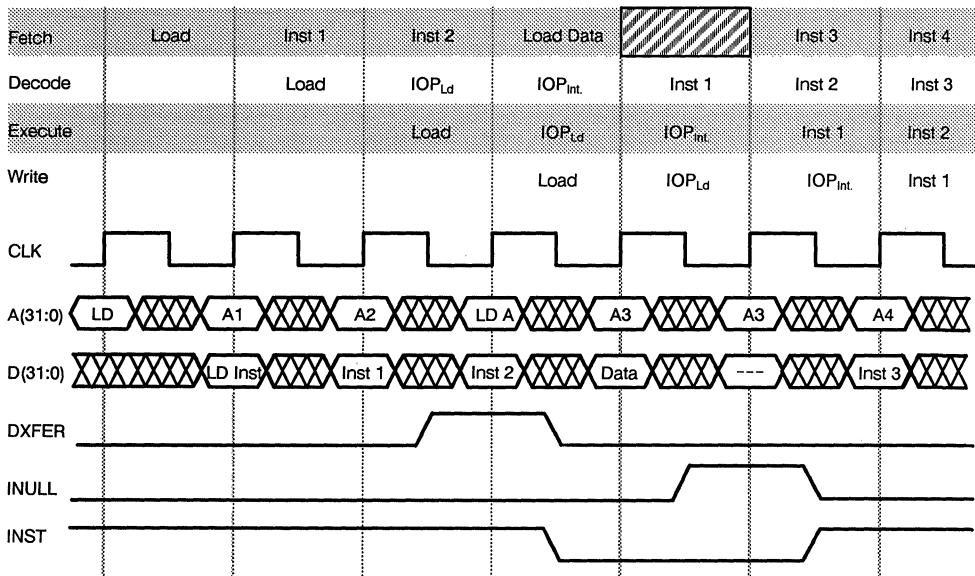 Fetch Load Inst 1 Inst 2 Load Data Inst 3 Inst 4
Decode Load IOPLd IOPInt. Inst 1 Inst 2 Inst 3
Execute Load IOPLd IOPInt. Inst 1 Inst 2
Write Load IOPLd IOPInt. Inst 1
CLK
A(31:0) LD A1 A2 LD A A3 A3 A4
D(31:0) LD Inst Inst 1 Inst 2 Data --- Inst 3
DXFER
INULL
INST